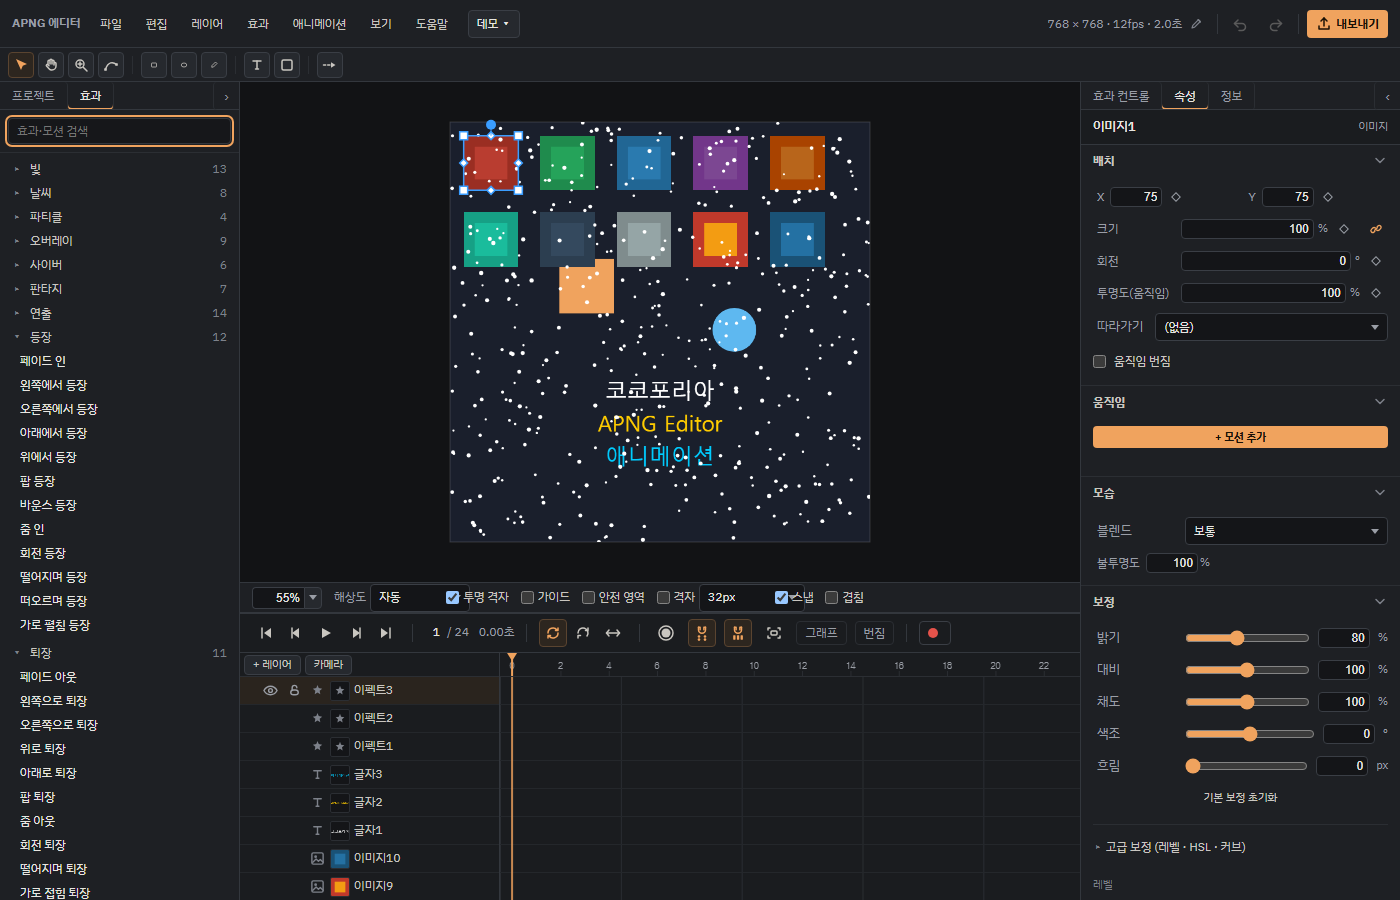 APNG 에디터 파일 편집 레이어 효과 애니메이션 보기 도움말 데모 768 × 768 · 12fps · 2.0초 내보내기
프로젝트 효과
효과·모션 검색
빛 13
날씨 8
파티클 4
오버레이 9
사이버 6
판타지 7
연출 14
등장 12
페이드 인
왼쪽에서 등장
오른쪽에서 등장
아래에서 등장
위에서 등장
팝 등장
바운스 등장
줌 인
회전 등장
떨어지며 등장
떠오르며 등장
가로 펼침 등장
퇴장 11
페이드 아웃
왼쪽으로 퇴장
오른쪽으로 퇴장
위로 퇴장
아래로 퇴장
팝 퇴장
줌 아웃
회전 퇴장
떨어지며 퇴장
가로 접힘 퇴장
코코포리아
APNG Editor
애니메이션
55% 해상도 자동 투명 격자 가이드 안전 영역 격자 32px 스냅 겹침
1 / 24 0.00초 그래프 번짐
+ 레이어 카메라 0 2 4 6 8 10 12 14 16 18 20 22
이펙트3
이펙트2
이펙트1
글자3
글자2
글자1
이미지10
이미지9
효과 컨트롤 속성 정보
이미지1 이미지
배치
X 75 Y 75
크기 100 %
회전 0 °
투명도(움직임) 100 %
따라가기 (없음)
움직임 번짐
움직임
+ 모션 추가
모습
블렌드 보통
불투명도 100 %
보정
밝기 80 %
대비 100 %
채도 100 %
색조 0 °
흐림 0 px
기본 보정 초기화
고급 보정 (레벨 · HSL · 커브)
레벨